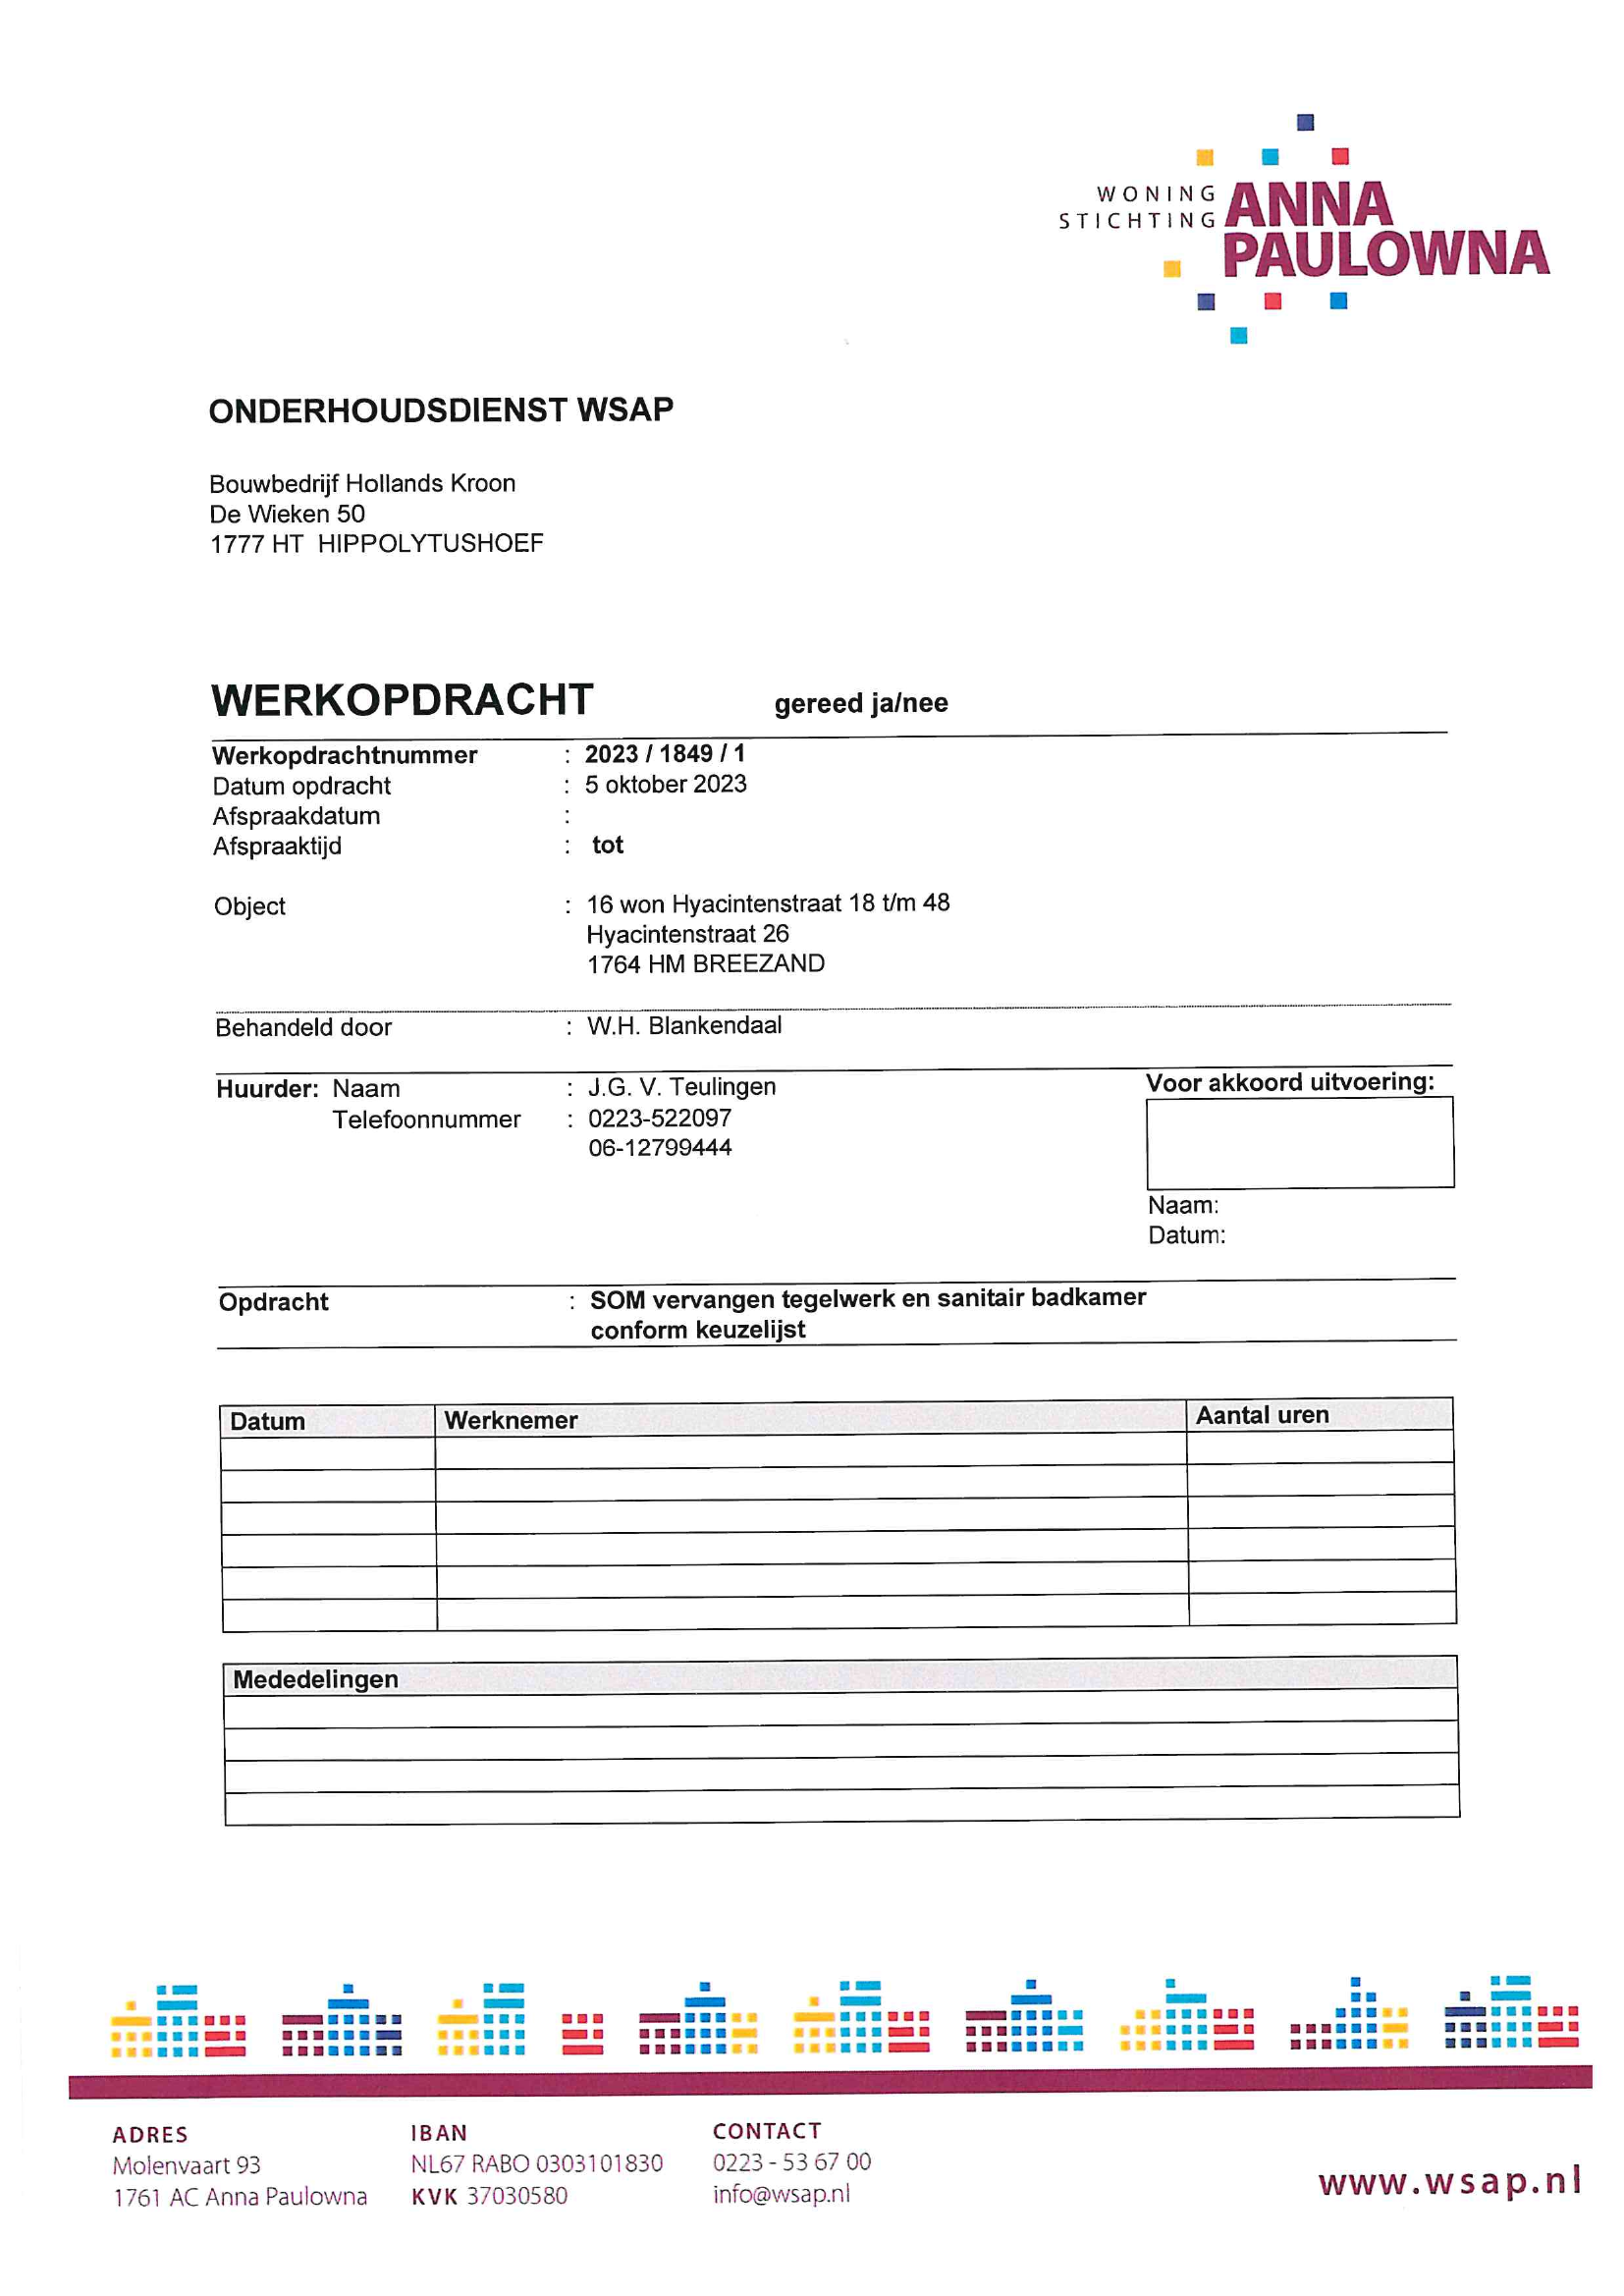 WONING
STICHTING
ANNA
PAULOWNA
ONDERHOUDSDIENST WSAP
Bouwbedrijf Hollands Kroon
De Wieken 50
1777 HT  HIPPOLYTUSHOEF
WERKOPDRACHT gereed ja/nee
Werkopdrachtnummer : 2023 / 1849 / 1
Datum opdracht : 5 oktober 2023
Afspraakdatum :
Afspraaktijd : tot
Object : 16 won Hyacintenstraat 18 t/m 48
Hyacintenstraat 26
1764 HM BREEZAND
Behandeld door : W.H. Blankendaal
Huurder: Naam : J.G. V. Teulingen
Telefoonnummer : 0223-522097
06-12799444
Voor akkoord uitvoering:
Naam:
Datum:
Opdracht : SOM vervangen tegelwerk en sanitair badkamer
conform keuzelijst
Datum Werknemer Aantal uren
Mededelingen
ADRES
Molenvaart 93
1761 AC Anna Paulowna
IBAN
NL67 RABO 0303101830
KVK 37030580
CONTACT
0223 - 53 67 00
info@wsap.nl
www.wsap.nl